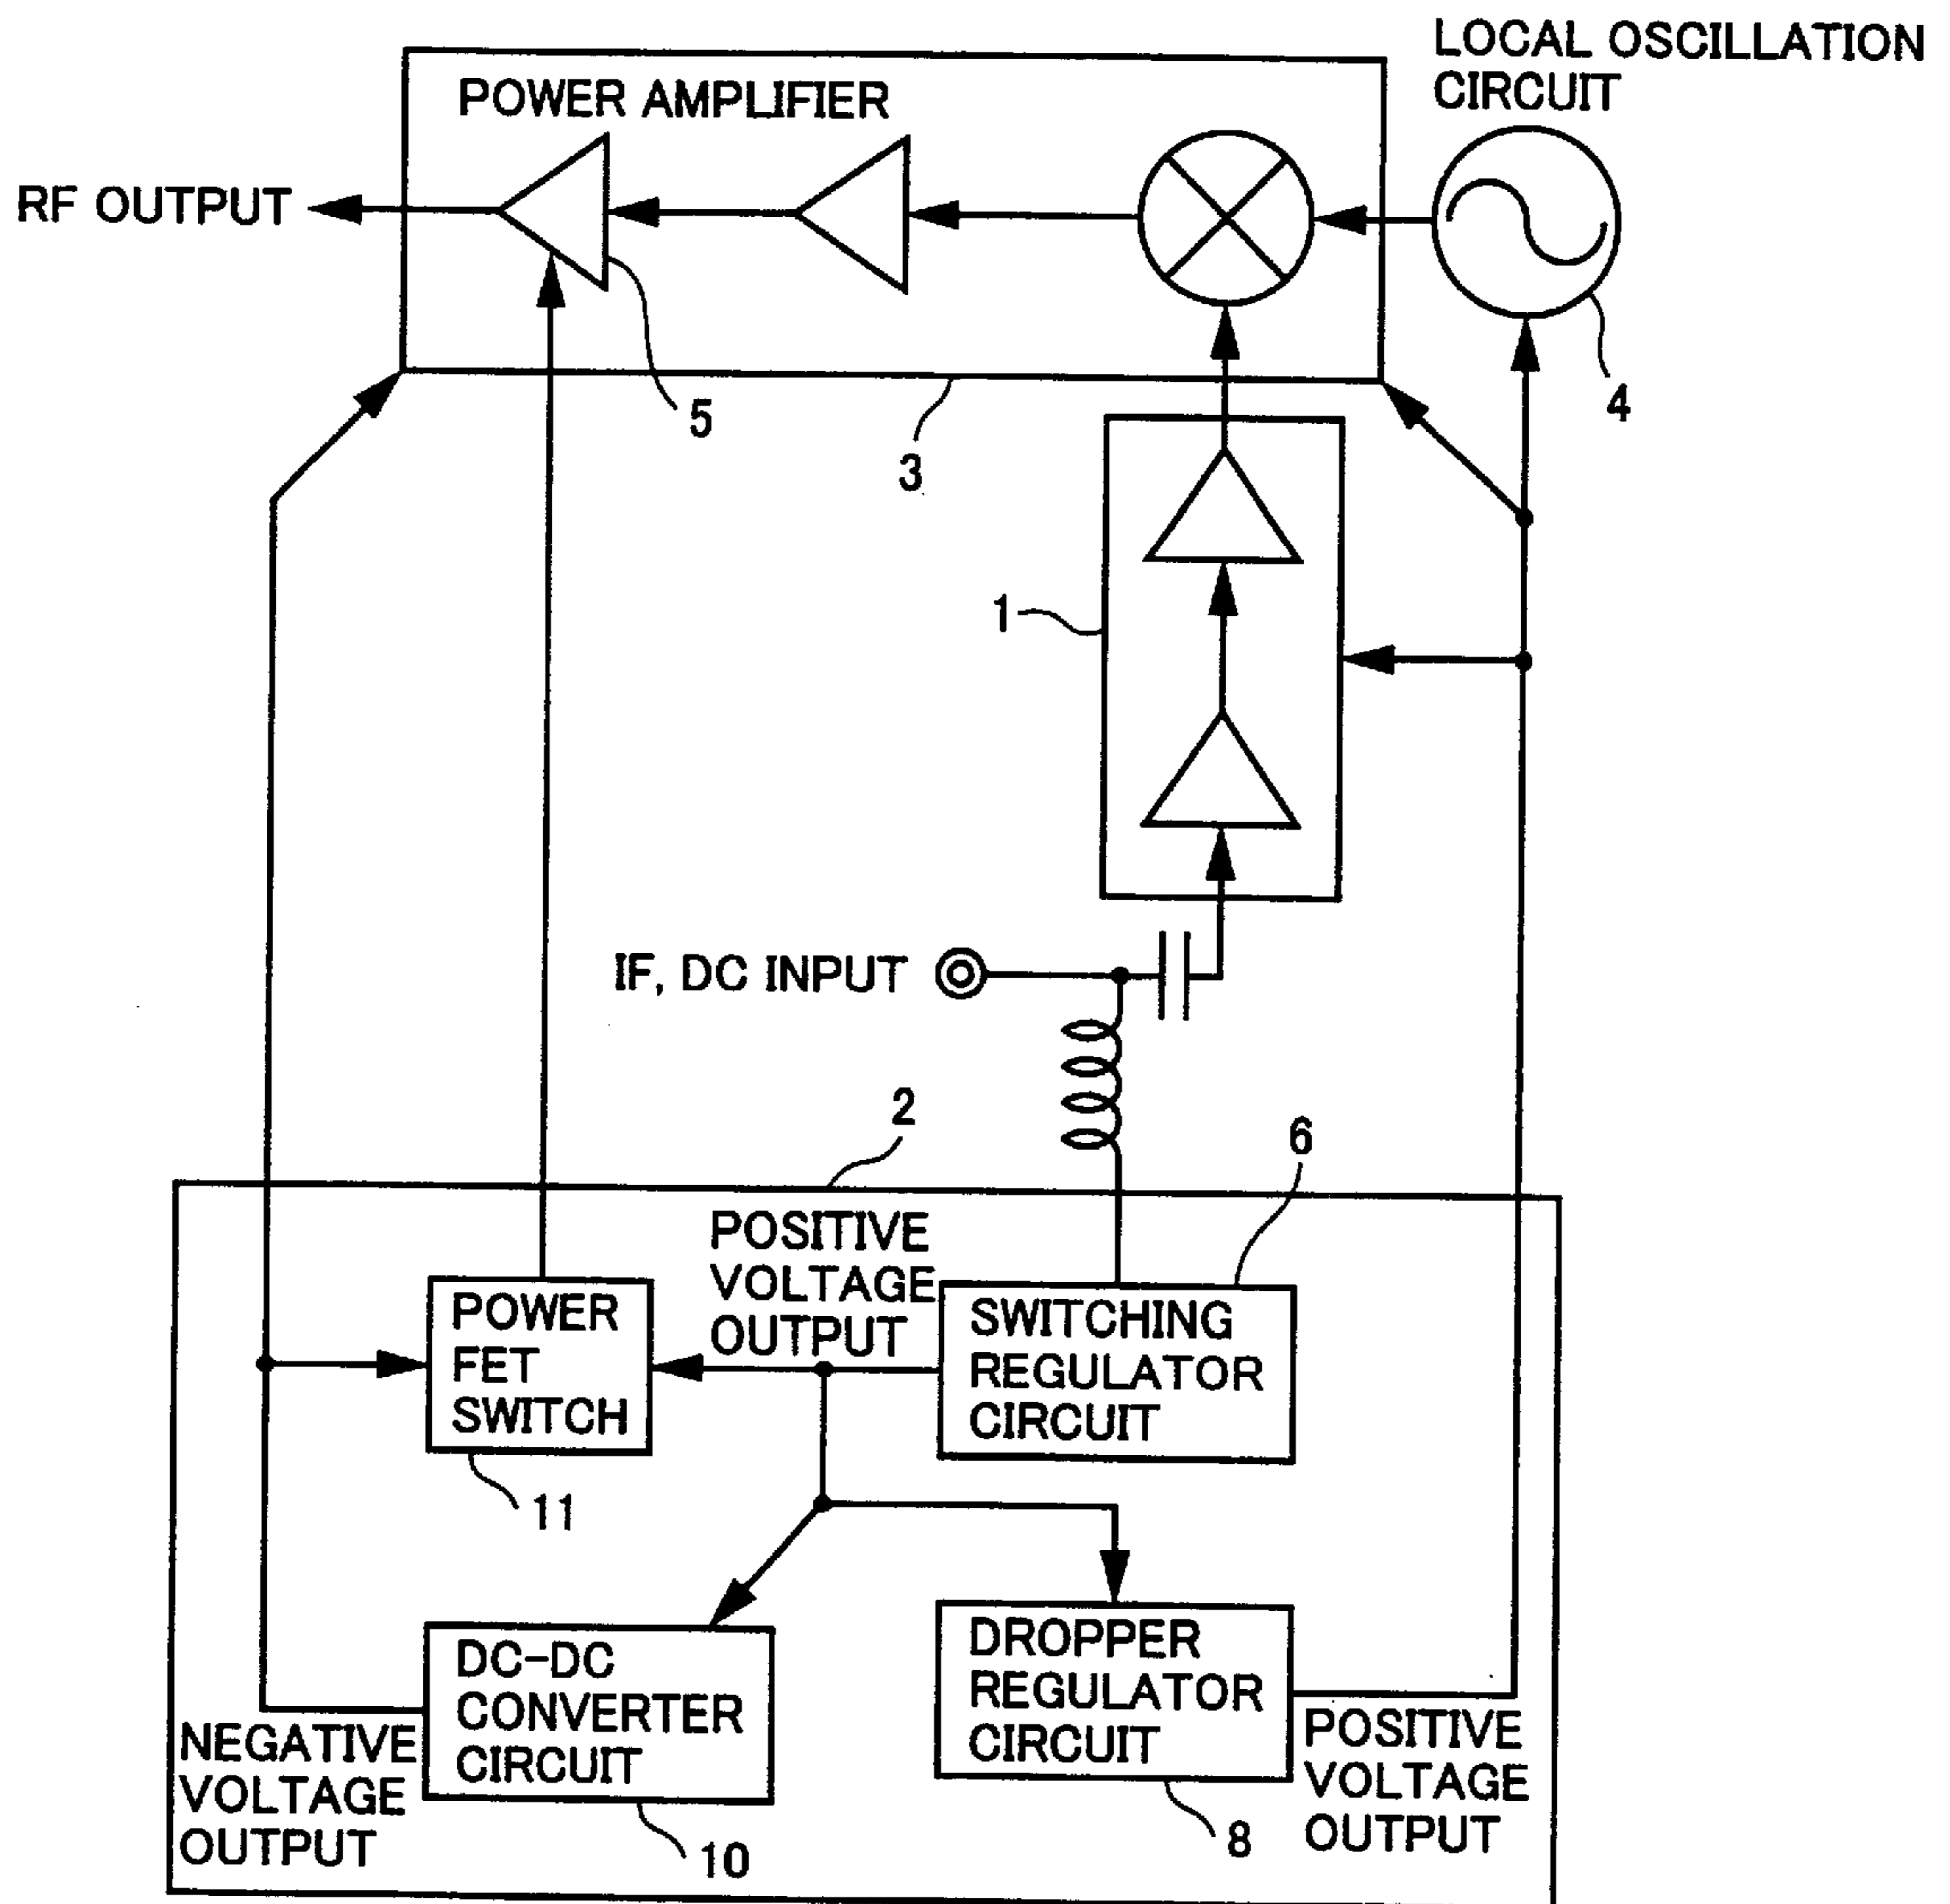 LOCAL OSCILLATION
CIRCUIT
POWER AMPLIFIER
RF OUTPUT
5
4
3
1
IF, DC INPUT
2
6
POSITIVE
VOLTAGE
OUTPUT
POWER
FET
SWITCH
SWITCHING
REGULATOR
CIRCUIT
11
DC-DC
CONVERTER
CIRCUIT
DROPPER
REGULATOR
CIRCUIT
NEGATIVE
VOLTAGE
OUTPUT
POSITIVE
VOLTAGE
OUTPUT
10
8